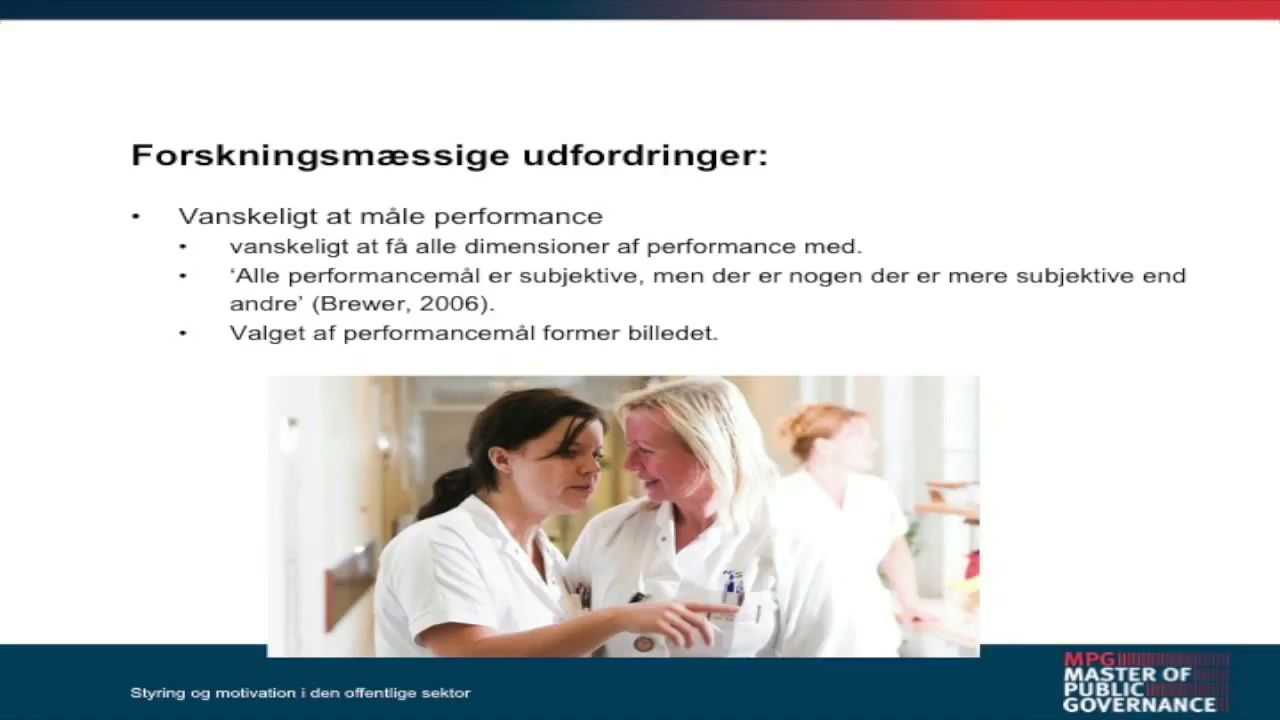 Forskningsmæssige udfordringer:
• Vanskeligt at måle performance
• vanskeligt at få alle dimensioner af performance med.
• ‘Alle performancemål er subjektive, men der er nogen der er mere subjektive end
andre’ (Brewer, 2006).
• Valget af performancemål former billedet.
Styring og motivation i den offentlige sektor
MPG
MASTER OF
PUBLIC
GOVERNANCE